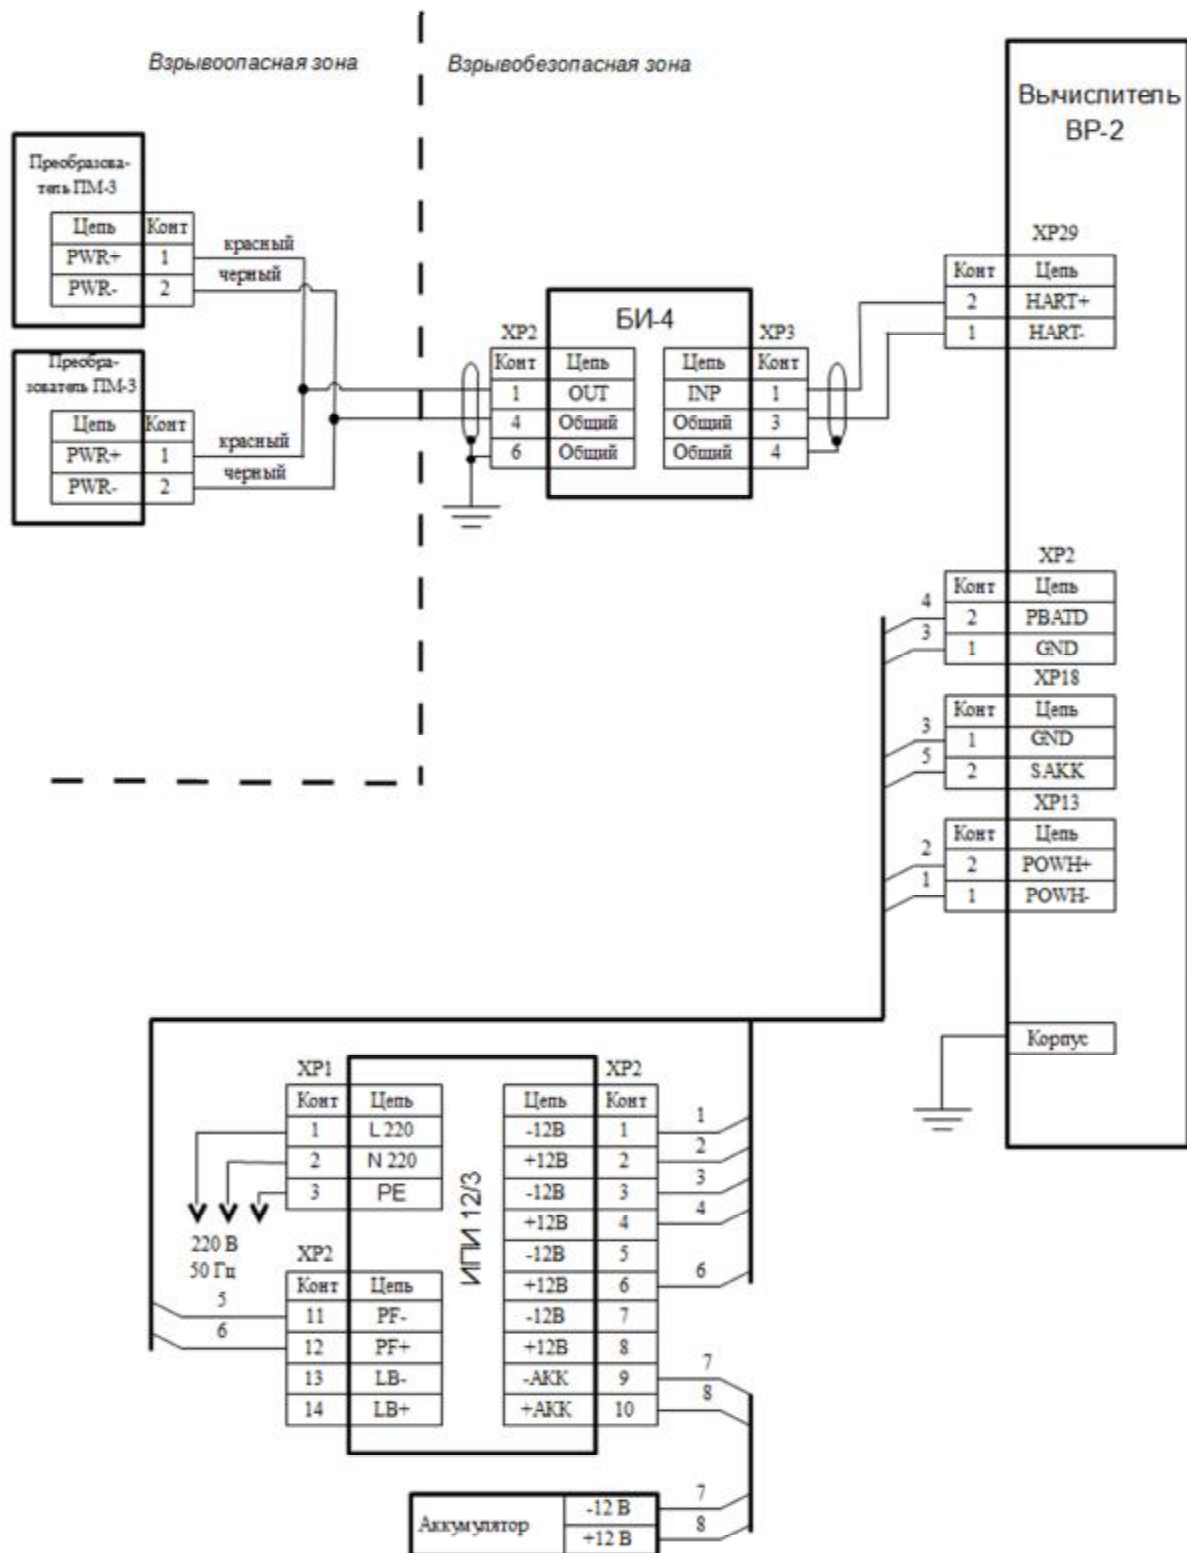 Взрывоопасная зона
Взрывобезопасная зона
Вычислитель
ВР-2
Преобразова-
тель ПМ-3
Цепь Конт
PWR+ 1
PWR- 2
красный
черный
Преобра-
зователь ПМ-3
Цепь Конт
PWR+ 1
PWR- 2
красный
черный
БИ-4
XP2
Конт Цепь
1 OUT
4 Общий
6 Общий
XP3
Цепь Конт
INP 1
Общий 3
Общий 4
XP29
Конт Цепь
2 HART+
1 HART-
XP2
Конт Цепь
4 2 PBATD
3 1 GND
XP18
Конт Цепь
3 1 GND
5 2 SAKK
XP13
Конт Цепь
2 2 POWH+
1 1 POWH-
Корпус
ИПИ 12/3
XP1
Конт Цепь
1 L 220
2 N 220
3 PE
220 В
50 Гц
XP2
Конт Цепь
5 11 PF-
6 12 PF+
13 LB-
14 LB+
XP2
Цепь Конт
-12В 1 1
+12В 2 2
-12В 3 3
+12В 4 4
-12В 5
+12В 6 6
-12В 7
+12В 8
-АКК 9 7
+АКК 10 8
Аккумулятор
-12 В 7
+12 В 8